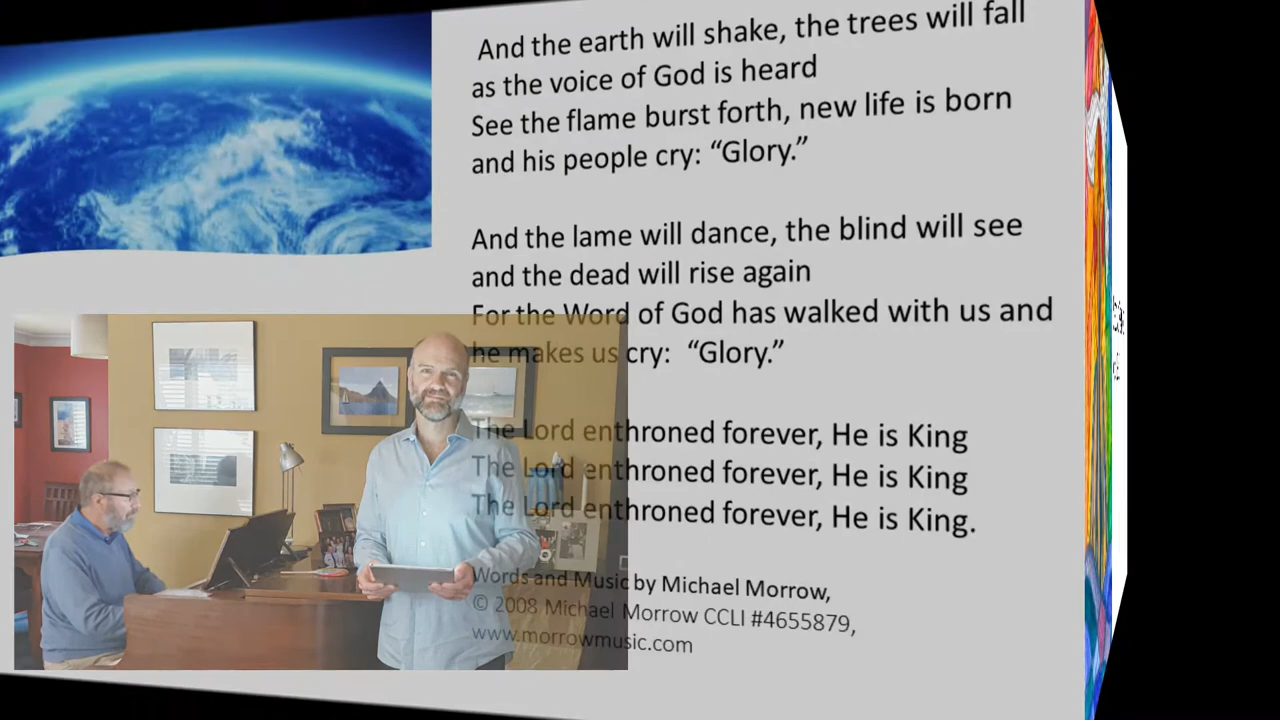 And the earth will shake, the trees will fall
as the voice of God is heard
See the flame burst forth, new life is born
and his people cry: “Glory.”
And the lame will dance, the blind will see
and the dead will rise again
For the Word of God has walked with us and
he makes us cry:  “Glory.”
The Lord enthroned forever, He is King
The Lord enthroned forever, He is King
The Lord enthroned forever, He is King.
Words and Music by Michael Morrow,
© 2008 Michael Morrow CCLI #4655879,
www.morrowmusic.com